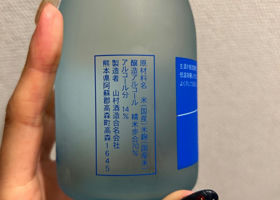 原材料名 米(国産)米麹(国産米)
醸造アルコール 精米歩合70%
アルコール分 14%
製造者 山村酒造合名会社
熊本県阿蘇郡高森町高森1645